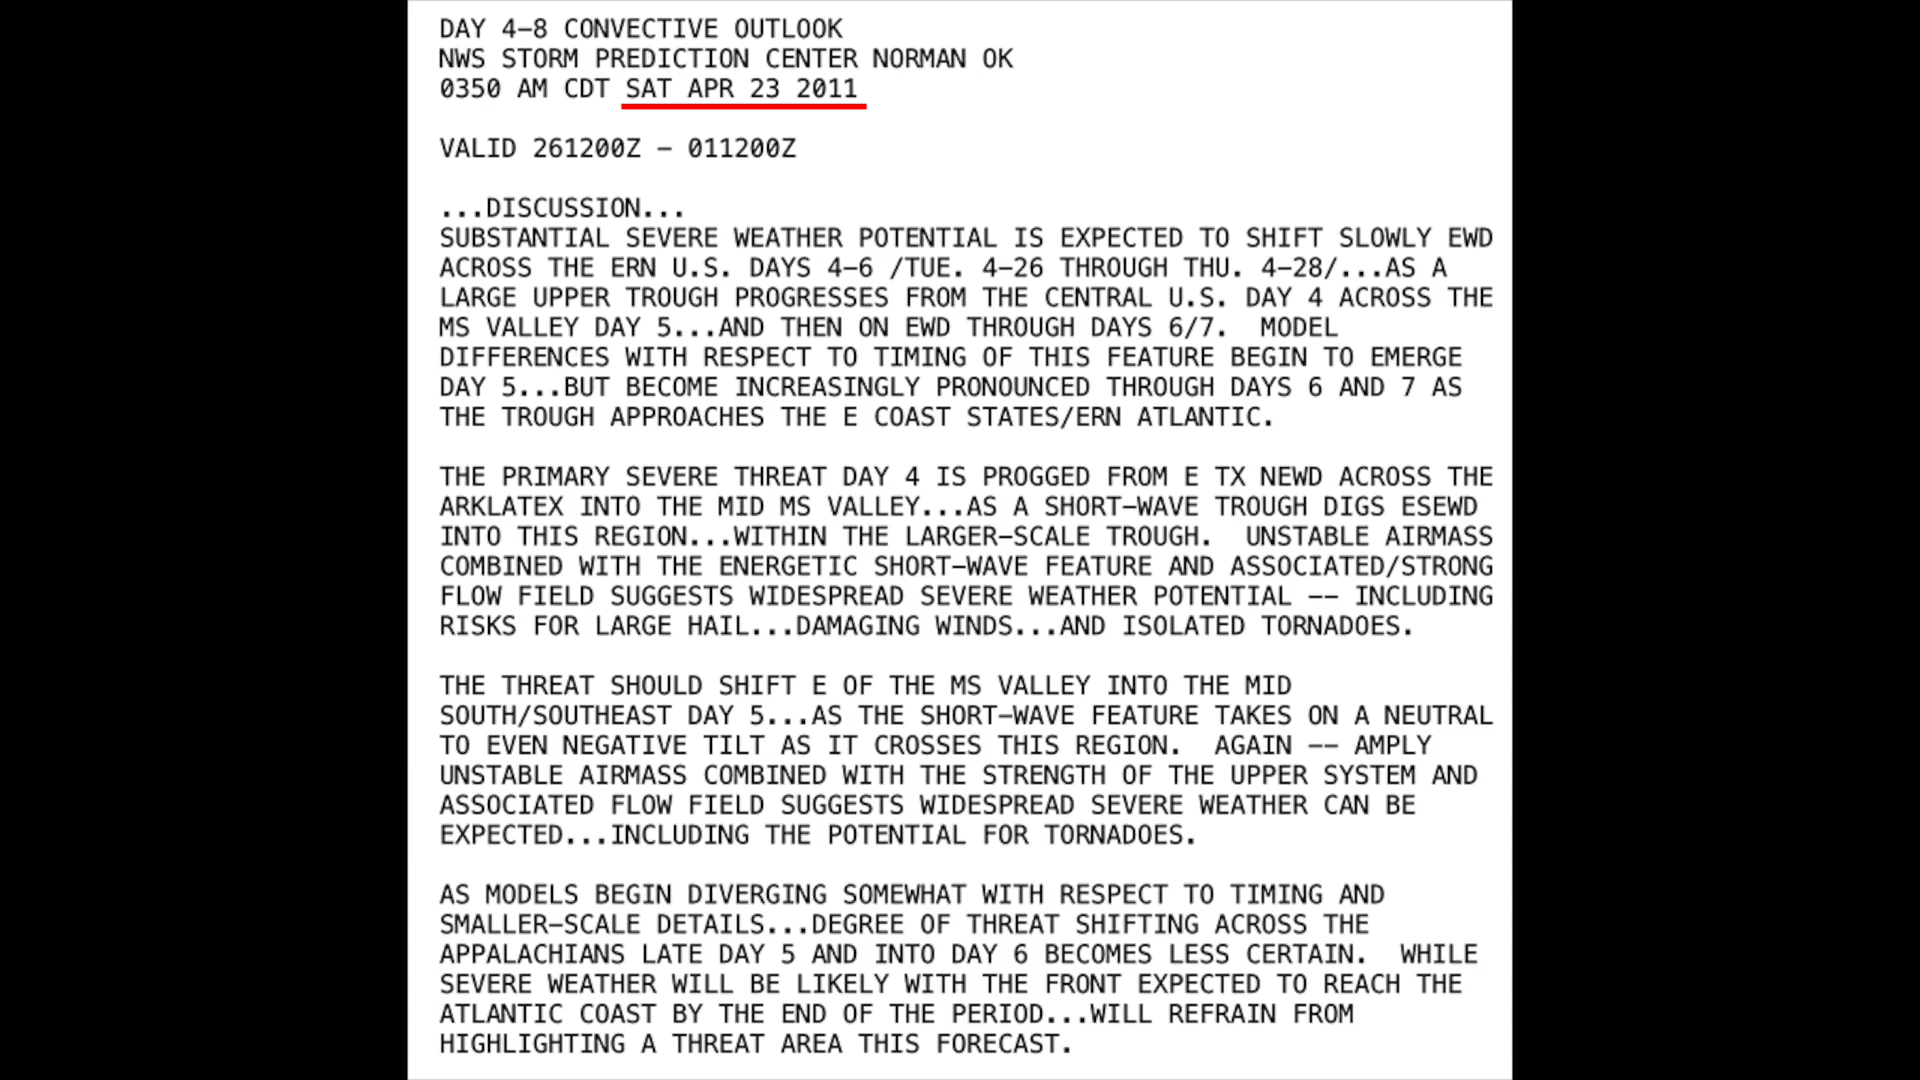 DAY 4-8 CONVECTIVE OUTLOOK
NWS STORM PREDICTION CENTER NORMAN OK
0350 AM CDT SAT APR 23 2011
VALID 261200Z - 011200Z
...DISCUSSION...
SUBSTANTIAL SEVERE WEATHER POTENTIAL IS EXPECTED TO SHIFT SLOWLY EWD
ACROSS THE ERN U.S. DAYS 4-6 /TUE. 4-26 THROUGH THU. 4-28/...AS A
LARGE UPPER TROUGH PROGRESSES FROM THE CENTRAL U.S. DAY 4 ACROSS THE
MS VALLEY DAY 5...AND THEN ON EWD THROUGH DAYS 6/7.  MODEL
DIFFERENCES WITH RESPECT TO TIMING OF THIS FEATURE BEGIN TO EMERGE
DAY 5...BUT BECOME INCREASINGLY PRONOUNCED THROUGH DAYS 6 AND 7 AS
THE TROUGH APPROACHES THE E COAST STATES/ERN ATLANTIC.
THE PRIMARY SEVERE THREAT DAY 4 IS PROGGED FROM E TX NEWD ACROSS THE
ARKLATEX INTO THE MID MS VALLEY...AS A SHORT-WAVE TROUGH DIGS ESEWD
INTO THIS REGION...WITHIN THE LARGER-SCALE TROUGH.  UNSTABLE AIRMASS
COMBINED WITH THE ENERGETIC SHORT-WAVE FEATURE AND ASSOCIATED/STRONG
FLOW FIELD SUGGESTS WIDESPREAD SEVERE WEATHER POTENTIAL -- INCLUDING
RISKS FOR LARGE HAIL...DAMAGING WINDS...AND ISOLATED TORNADOES.
THE THREAT SHOULD SHIFT E OF THE MS VALLEY INTO THE MID
SOUTH/SOUTHEAST DAY 5...AS THE SHORT-WAVE FEATURE TAKES ON A NEUTRAL
TO EVEN NEGATIVE TILT AS IT CROSSES THIS REGION.  AGAIN -- AMPLY
UNSTABLE AIRMASS COMBINED WITH THE STRENGTH OF THE UPPER SYSTEM AND
ASSOCIATED FLOW FIELD SUGGESTS WIDESPREAD SEVERE WEATHER CAN BE
EXPECTED...INCLUDING THE POTENTIAL FOR TORNADOES.
AS MODELS BEGIN DIVERGING SOMEWHAT WITH RESPECT TO TIMING AND
SMALLER-SCALE DETAILS...DEGREE OF THREAT SHIFTING ACROSS THE
APPALACHIANS LATE DAY 5 AND INTO DAY 6 BECOMES LESS CERTAIN.  WHILE
SEVERE WEATHER WILL BE LIKELY WITH THE FRONT EXPECTED TO REACH THE
ATLANTIC COAST BY THE END OF THE PERIOD...WILL REFRAIN FROM
HIGHLIGHTING A THREAT AREA THIS FORECAST.